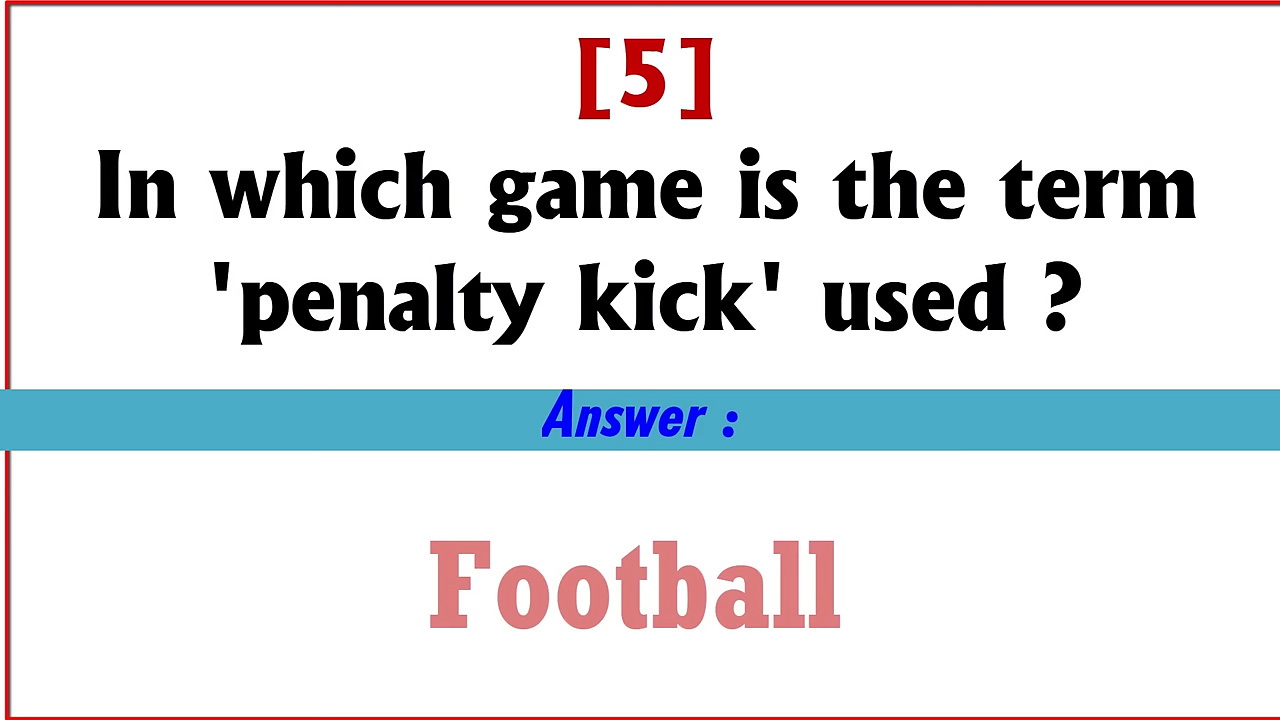 [5]
In which game is the term
'penalty kick' used ?
Answer :
Football